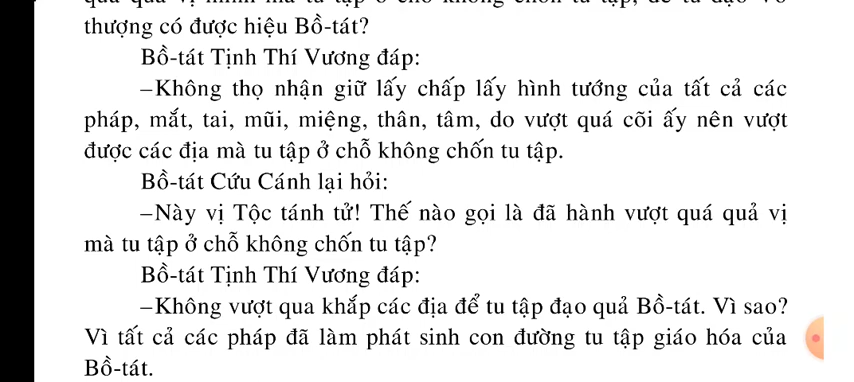 thượng có được hiệu Bồ-tát?
Bồ-tát Tịnh Thí Vương đáp:
–Không thọ nhận giữ lấy chấp lấy hình tướng của tất cả các
pháp, mắt, tai, mũi, miệng, thân, tâm, do vượt quá cõi ấy nên vượt
được các địa mà tu tập ở chỗ không chốn tu tập.
Bồ-tát Cứu Cánh lại hỏi:
–Này vị Tộc tánh tử! Thế nào gọi là đã hành vượt quá quả vị
mà tu tập ở chỗ không chốn tu tập?
Bồ-tát Tịnh Thí Vương đáp:
–Không vượt qua khắp các địa để tu tập đạo quả Bồ-tát. Vì sao?
Vì tất cả các pháp đã làm phát sinh con đường tu tập giáo hóa của
Bồ-tát.